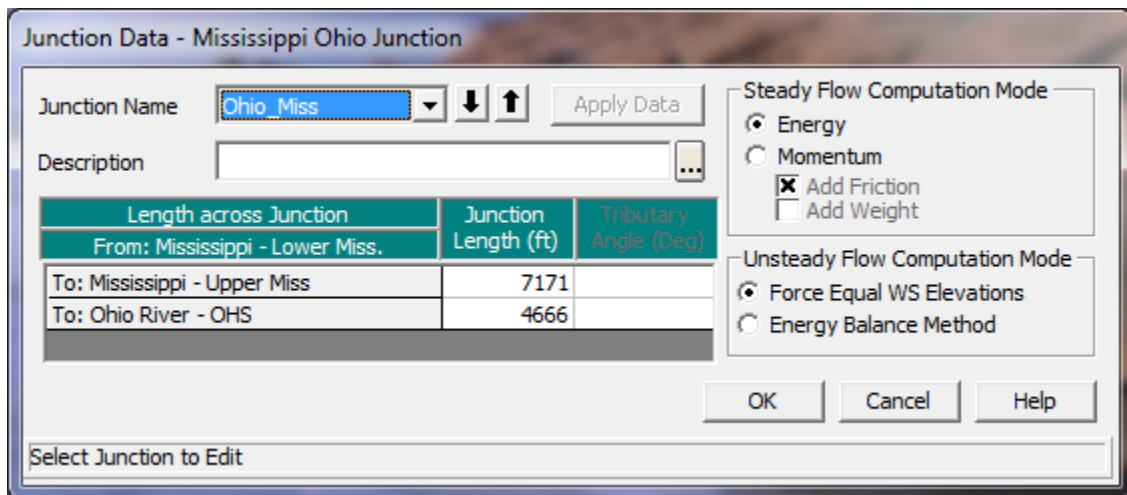 Junction Data - Mississippi Ohio Junction
Junction Name Ohio_Miss Apply Data
Description ...
Length across Junction Junction Tributary
From: Mississippi - Lower Miss. Length (ft) Angle (Deg)
To: Mississippi - Upper Miss 7171
To: Ohio River - OHS 4666
Steady Flow Computation Mode
Energy
Momentum
Add Friction
Add Weight
Unsteady Flow Computation Mode
Force Equal WS Elevations
Energy Balance Method
OK Cancel Help
Select Junction to Edit